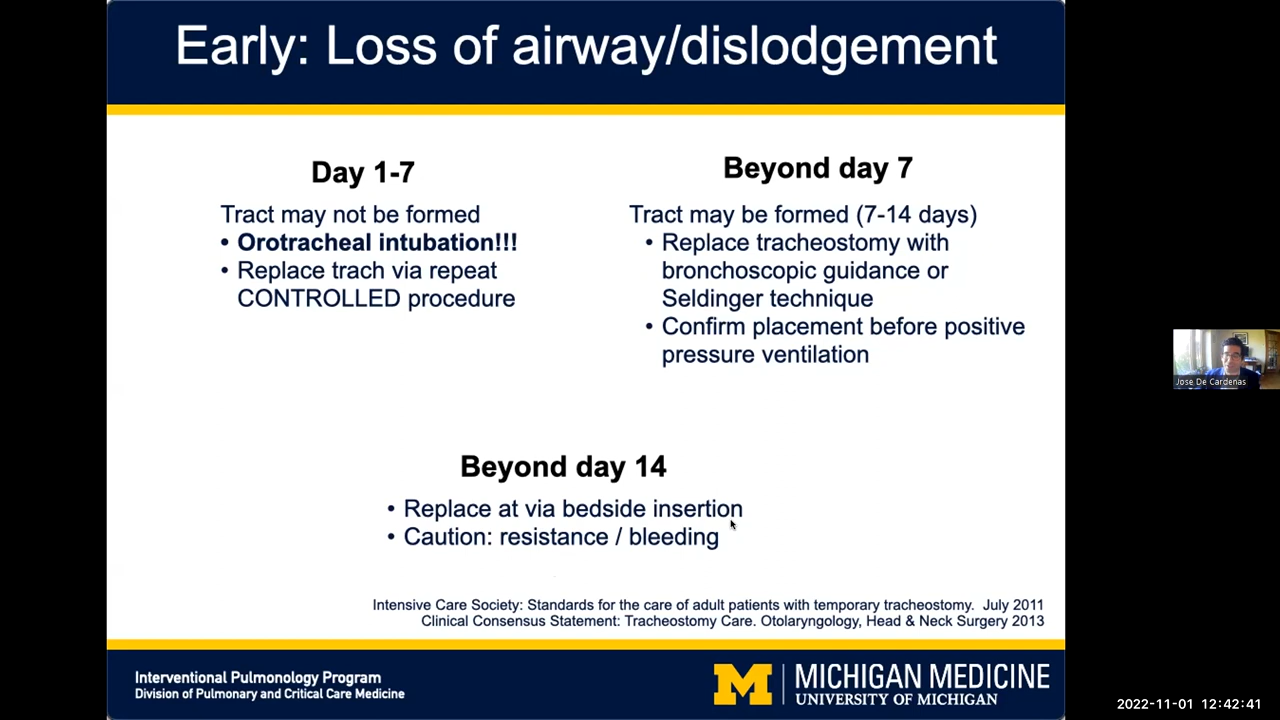 Early: Loss of airway/dislodgement
Day 1-7
Tract may not be formed
• Orotracheal intubation!!!
• Replace trach via repeat
CONTROLLED procedure
Beyond day 7
Tract may be formed (7-14 days)
• Replace tracheostomy with
bronchoscopic guidance or
Seldinger technique
• Confirm placement before positive
pressure ventilation
Beyond day 14
• Replace at via bedside insertion
• Caution: resistance / bleeding
Intensive Care Society: Standards for the care of adult patients with temporary tracheostomy. July 2011
Clinical Consensus Statement: Tracheostomy Care. Otolaryngology, Head & Neck Surgery 2013
Interventional Pulmonology Program
Division of Pulmonary and Critical Care Medicine
M MICHIGAN MEDICINE
UNIVERSITY OF MICHIGAN
Jose De Cardenas
2022-11-01 12:42:41